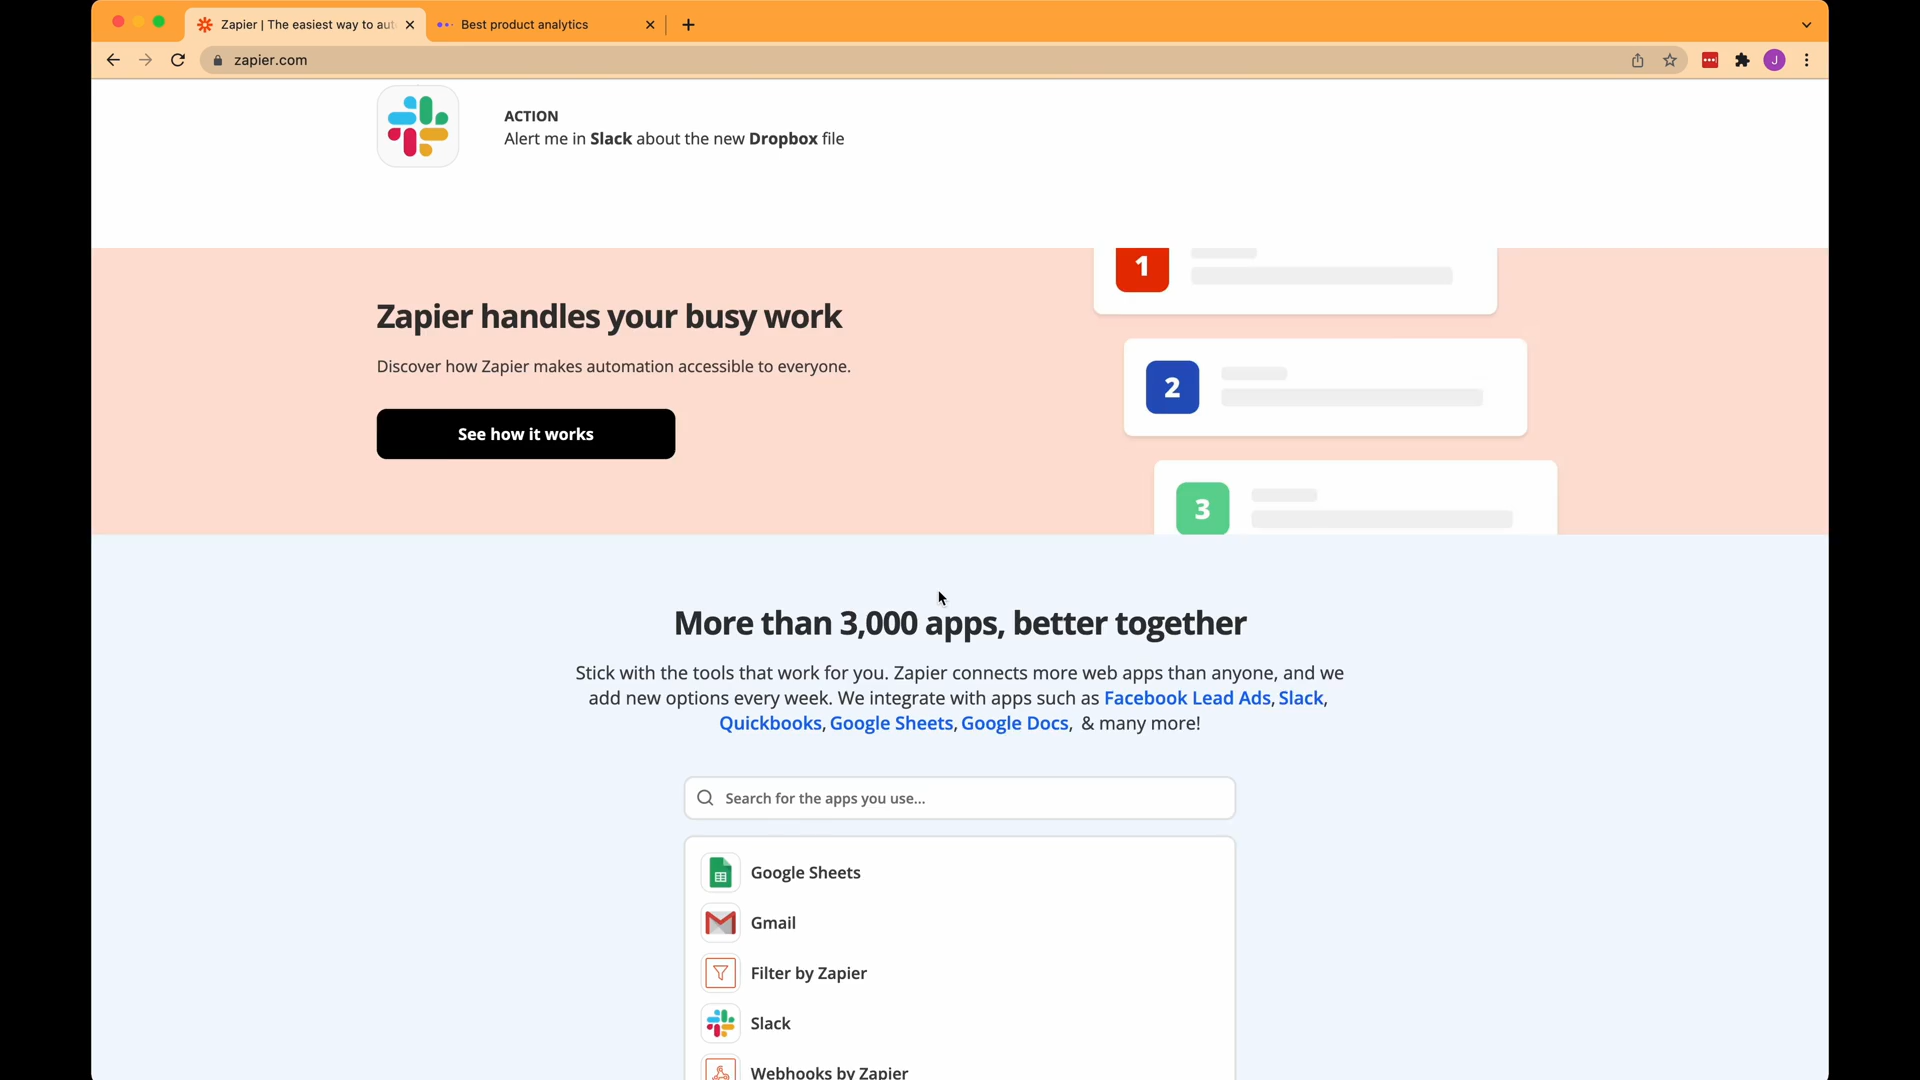 Zapier | The easiest way to aut
Best product analytics
zapier.com
J
ACTION
Alert me in Slack about the new Dropbox file
Zapier handles your busy work
Discover how Zapier makes automation accessible to everyone.
See how it works
1
2
3
More than 3,000 apps, better together
Stick with the tools that work for you. Zapier connects more web apps than anyone, and we
add new options every week. We integrate with apps such as Facebook Lead Ads, Slack,
Quickbooks, Google Sheets, Google Docs, & many more!
Search for the apps you use...
Google Sheets
Gmail
Filter by Zapier
Slack
Webhooks by Zapier